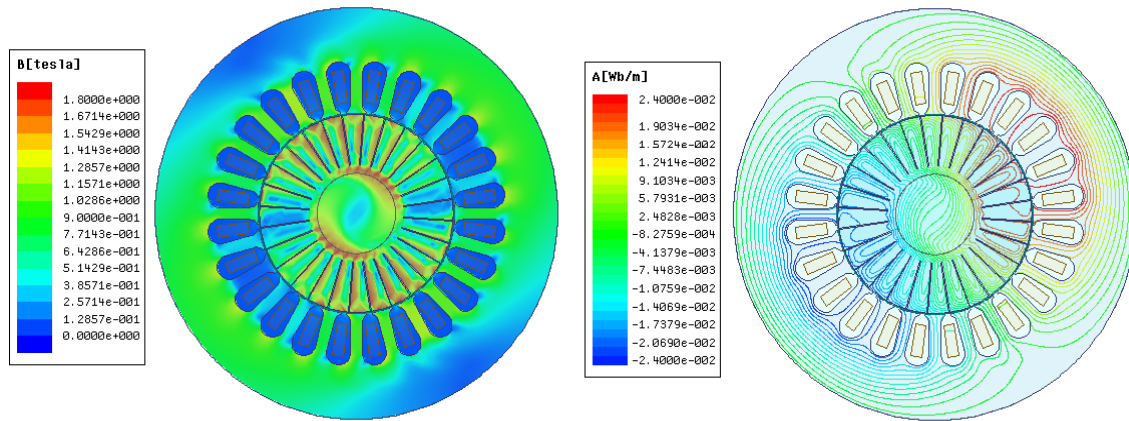 B[tesla]
1.8000e+000
1.6714e+000
1.5429e+000
1.4143e+000
1.2857e+000
1.1571e+000
1.0286e+000
9.0000e-001
7.7143e-001
6.4286e-001
5.1429e-001
3.8571e-001
2.5714e-001
1.2857e-001
0.0000e+000
A[Wb/m]
2.4000e-002
1.9034e-002
1.5724e-002
1.2414e-002
9.1034e-003
5.7931e-003
2.4828e-003
-8.2759e-004
-4.1379e-003
-7.4483e-003
-1.0759e-002
-1.4069e-002
-1.7379e-002
-2.0690e-002
-2.4000e-002